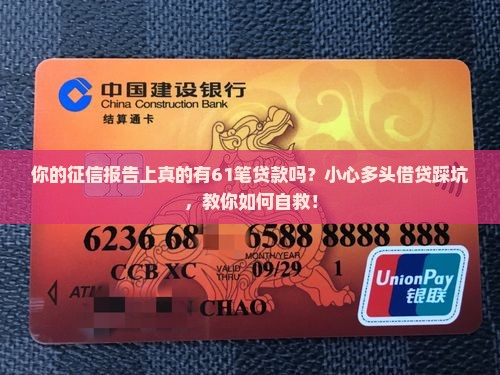 中国建设银行
China Construction Bank
结算通卡
你的征信报告上真的有61笔贷款吗？小心多头借贷踩坑
，教你如何自救！
6236 68 6588 8888 888
MONTH/YEAR
CCB XC VALID THRU 09/29 1
ATM
CHAO
UnionPay
银联